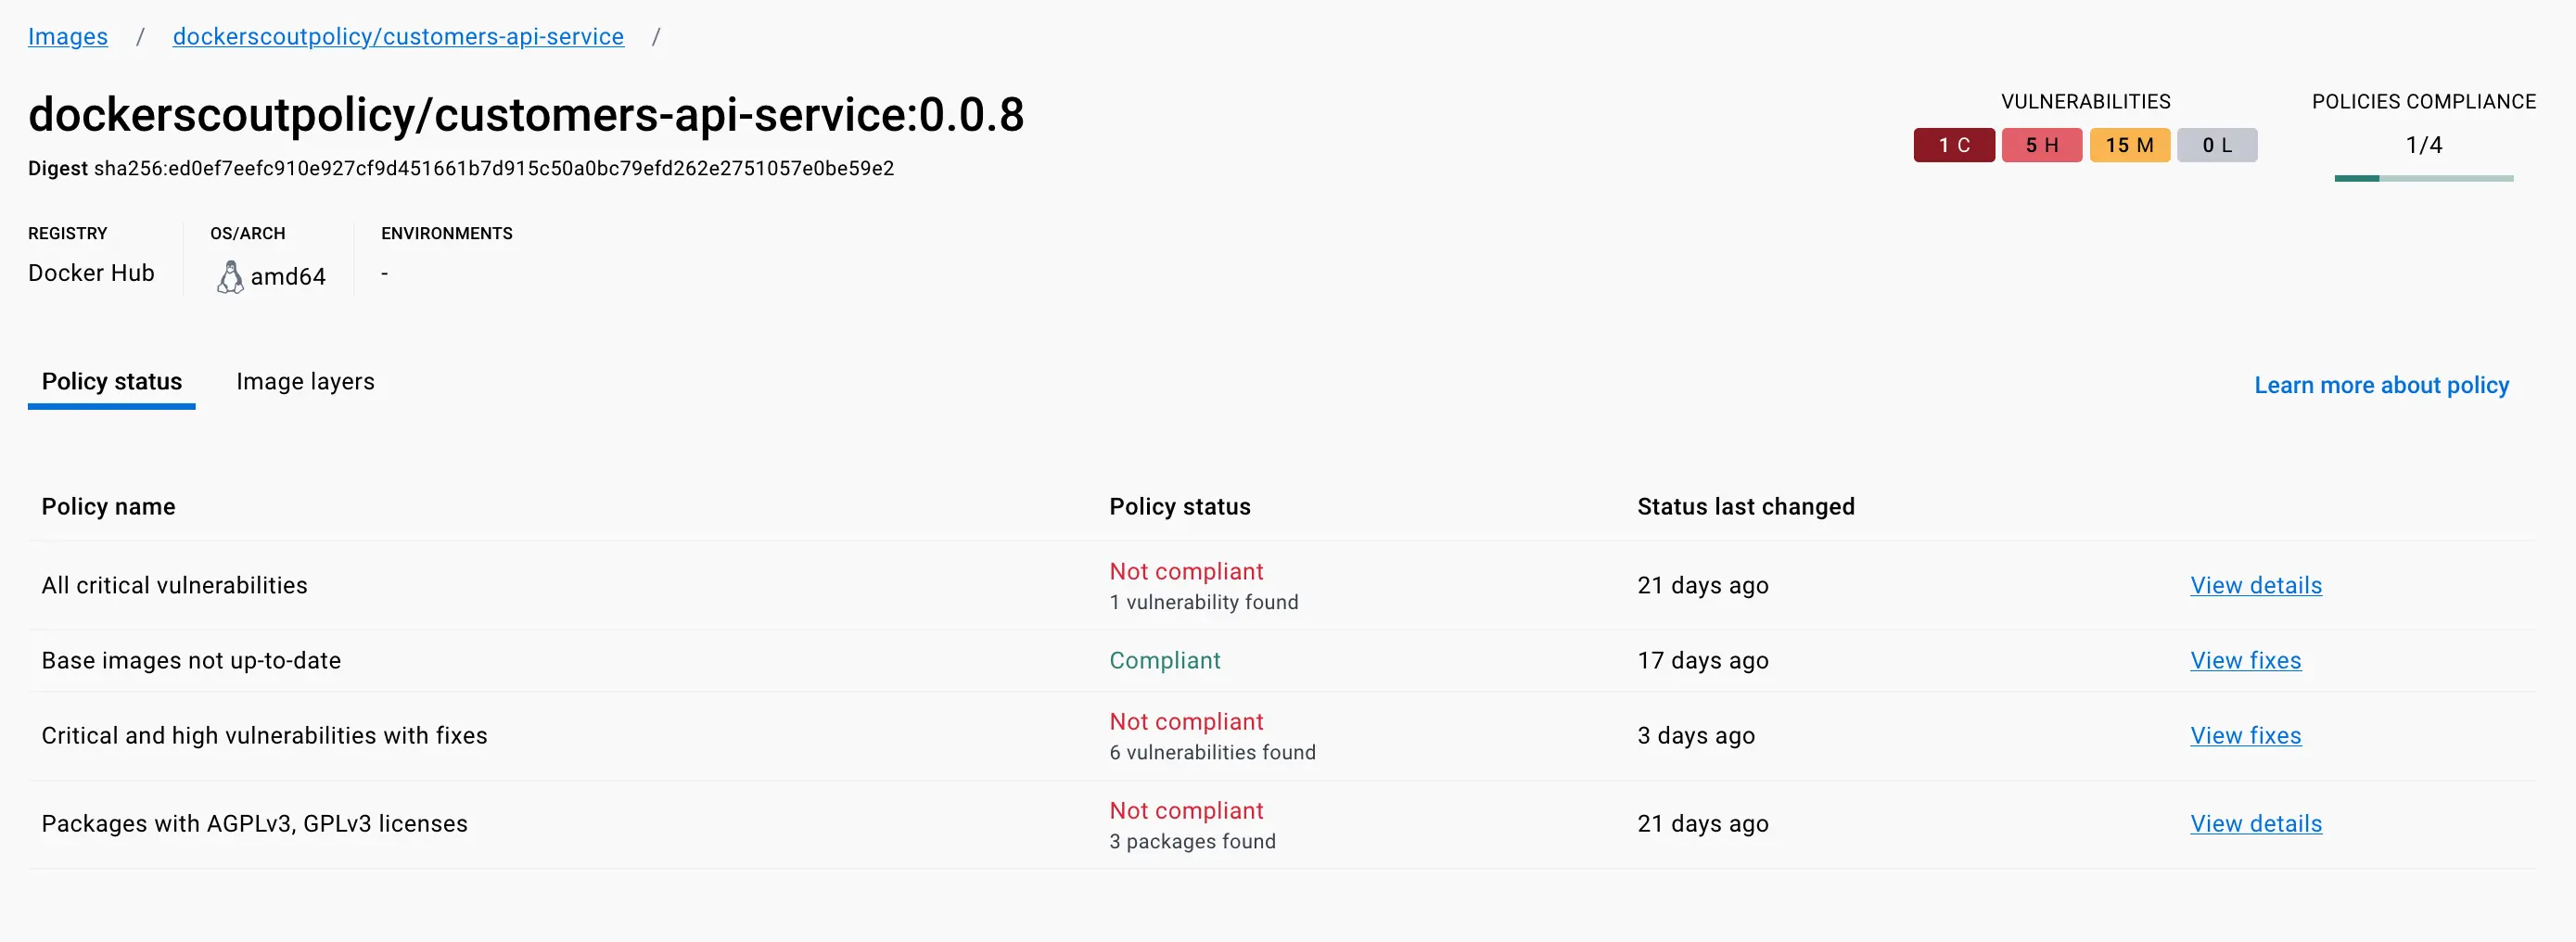 Images / dockerscoutpolicy/customers-api-service /
dockerscoutpolicy/customers-api-service:0.0.8
Digest sha256:ed0ef7eefc910e927cf9d451661b7d915c50a0bc79efd262e2751057e0be59e2
VULNERABILITIES
1 C 5 H 15 M 0 L
POLICIES COMPLIANCE
1/4
REGISTRY
Docker Hub
OS/ARCH
amd64
ENVIRONMENTS
-
Policy status Image layers Learn more about policy
Policy name Policy status Status last changed
All critical vulnerabilities Not compliant 21 days ago View details
1 vulnerability found
Base images not up-to-date Compliant 17 days ago View fixes
Critical and high vulnerabilities with fixes Not compliant 3 days ago View fixes
6 vulnerabilities found
Packages with AGPLv3, GPLv3 licenses Not compliant 21 days ago View details
3 packages found